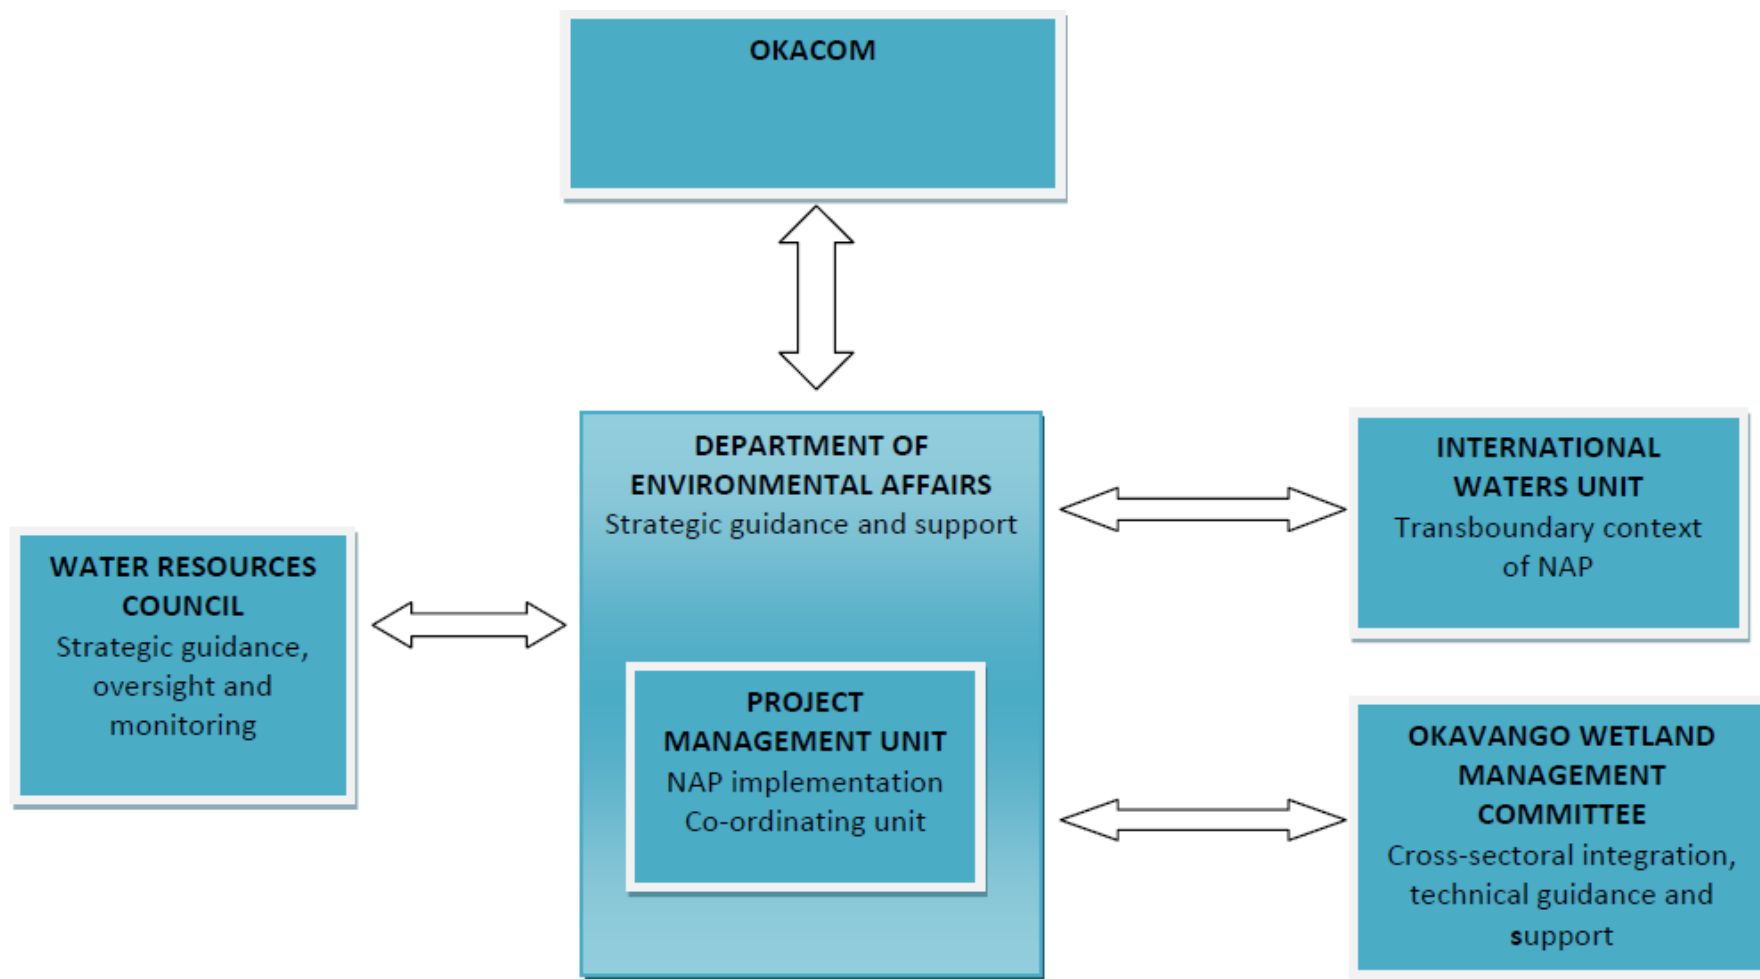 OKACOM
DEPARTMENT OF
ENVIRONMENTAL AFFAIRS
Strategic guidance and support
PROJECT
MANAGEMENT UNIT
NAP implementation
Co-ordinating unit
WATER RESOURCES
COUNCIL
Strategic guidance,
oversight and
monitoring
INTERNATIONAL
WATERS UNIT
Transboundary context
of NAP
OKAVANGO WETLAND
MANAGEMENT
COMMITTEE
Cross-sectoral integration,
technical guidance and
support